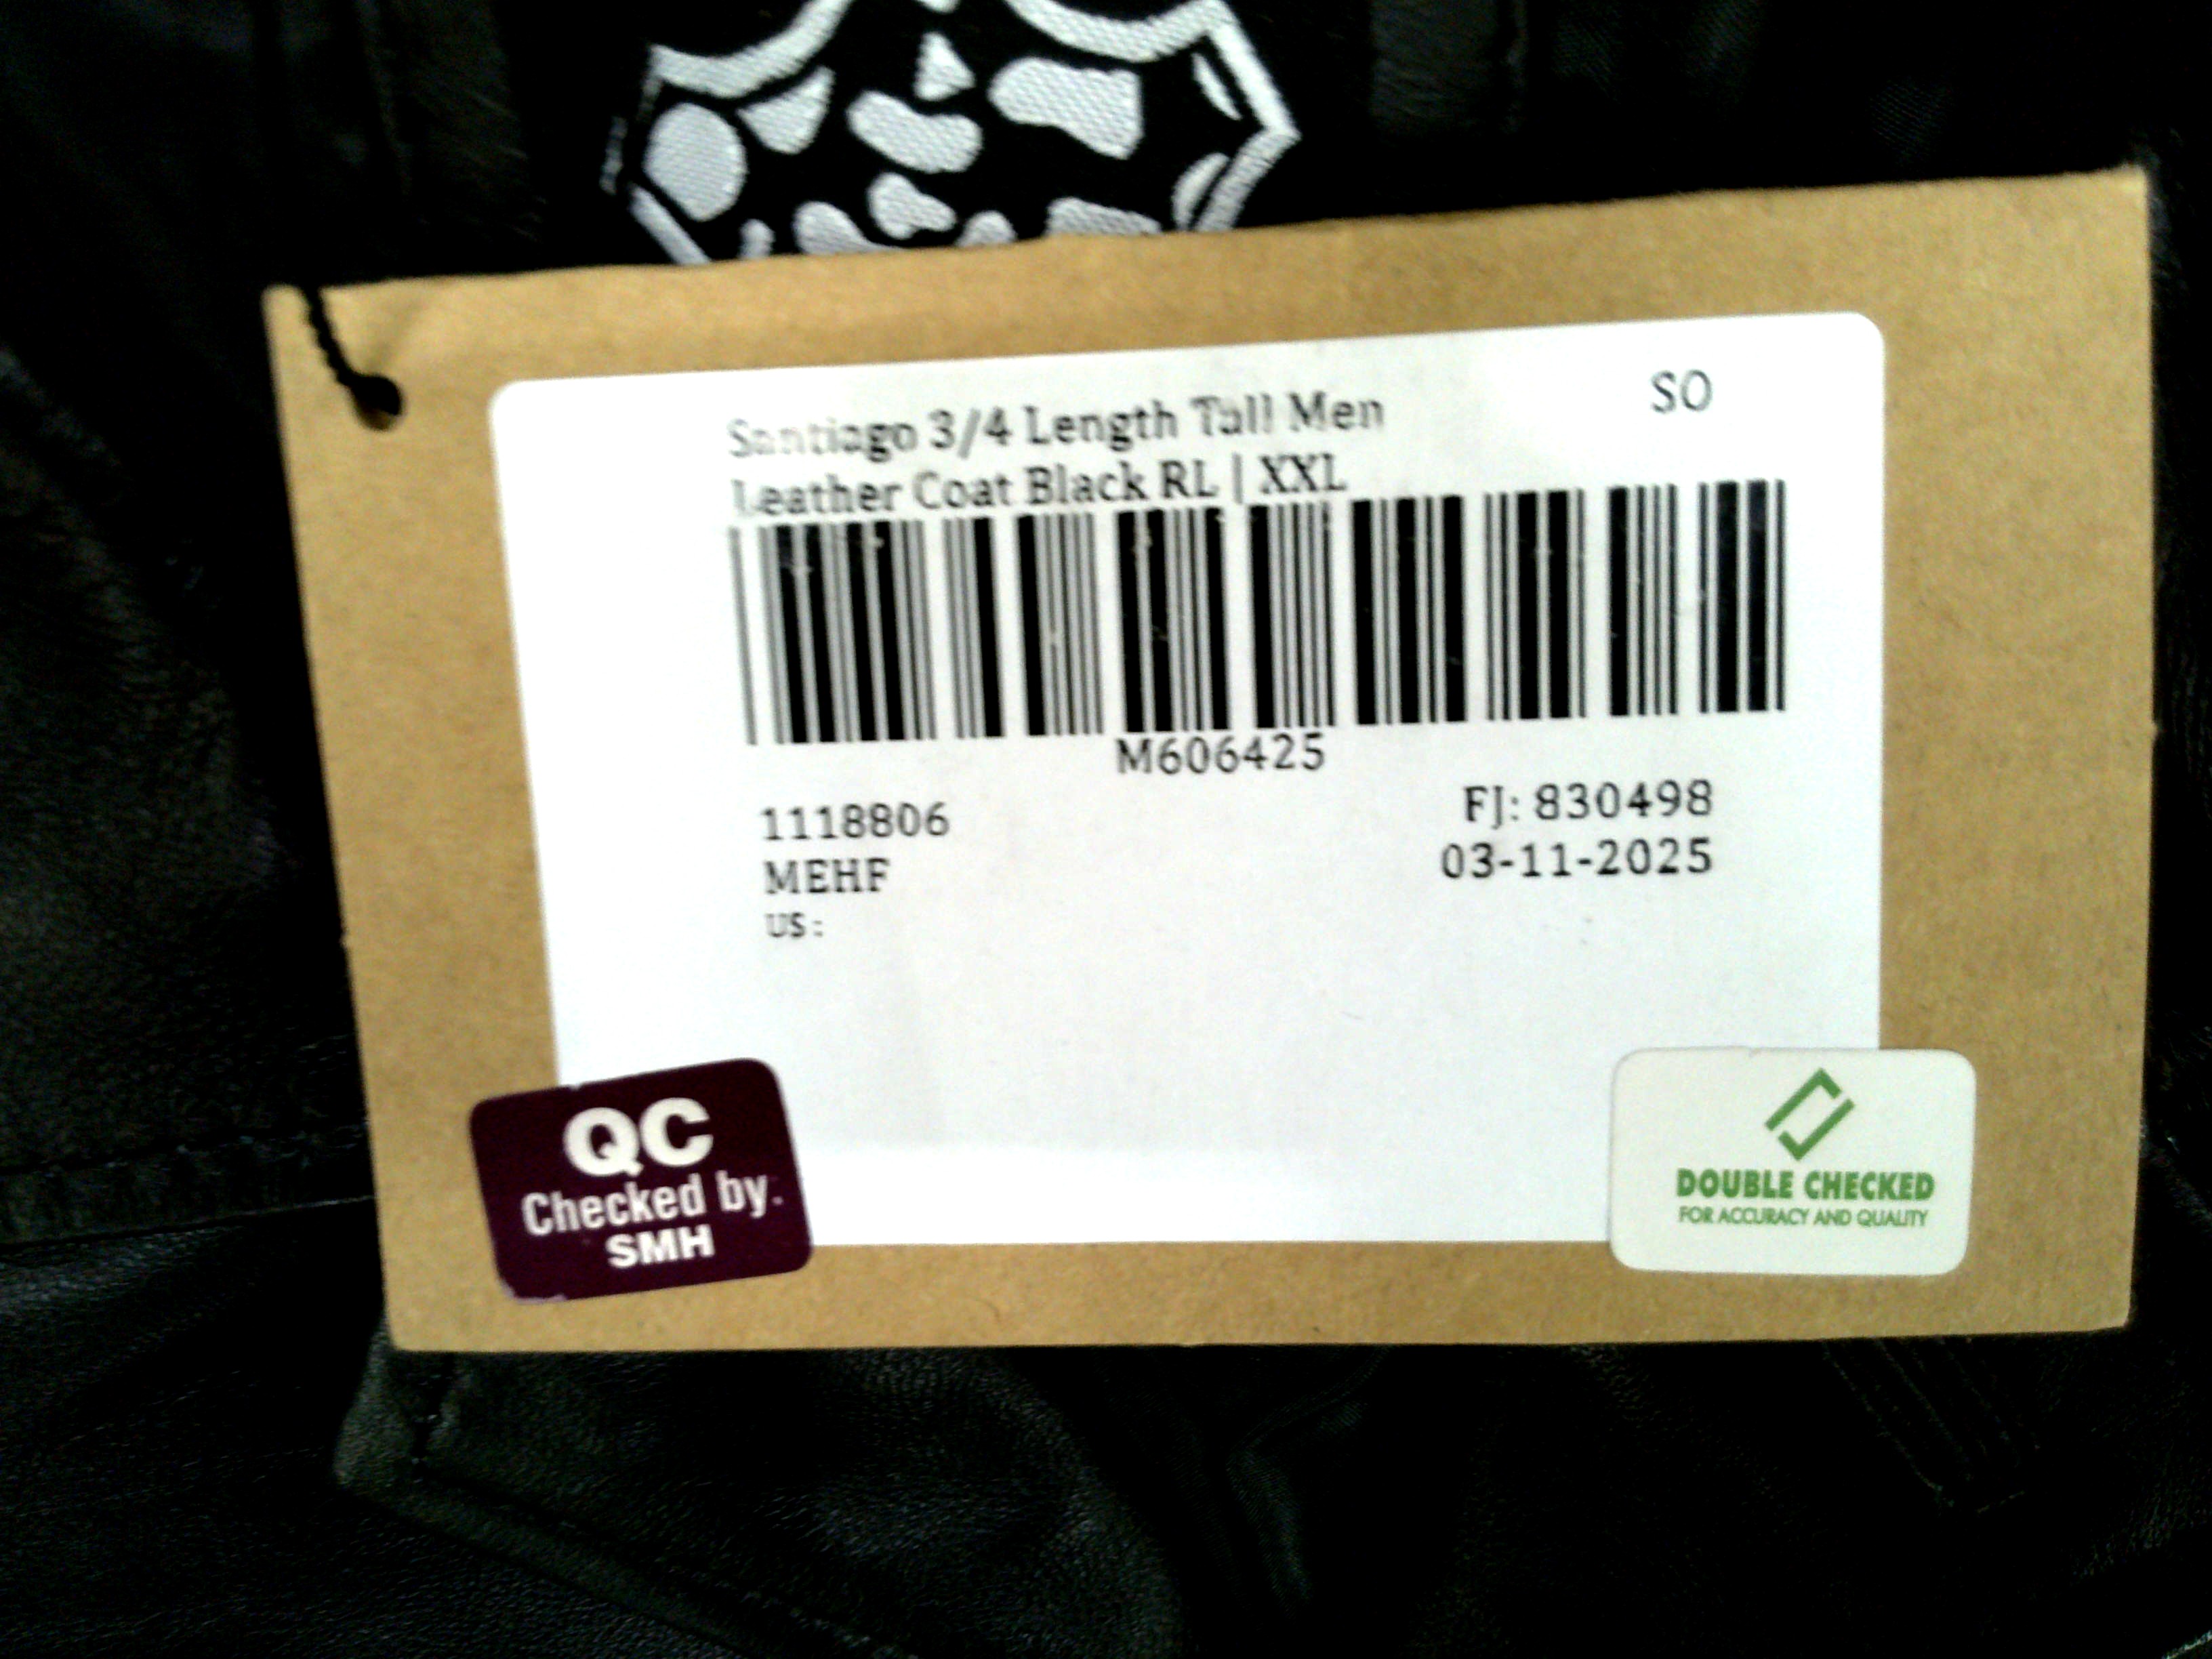 SO
Santiago 3/4 Length Tall Men
Leather Coat Black RL | XXL
M606425
1118806
FJ: 830498
MEHF
03-11-2025
US:
QC
Checked by:
SMH
DOUBLE CHECKED
FOR ACCURACY AND QUALITY